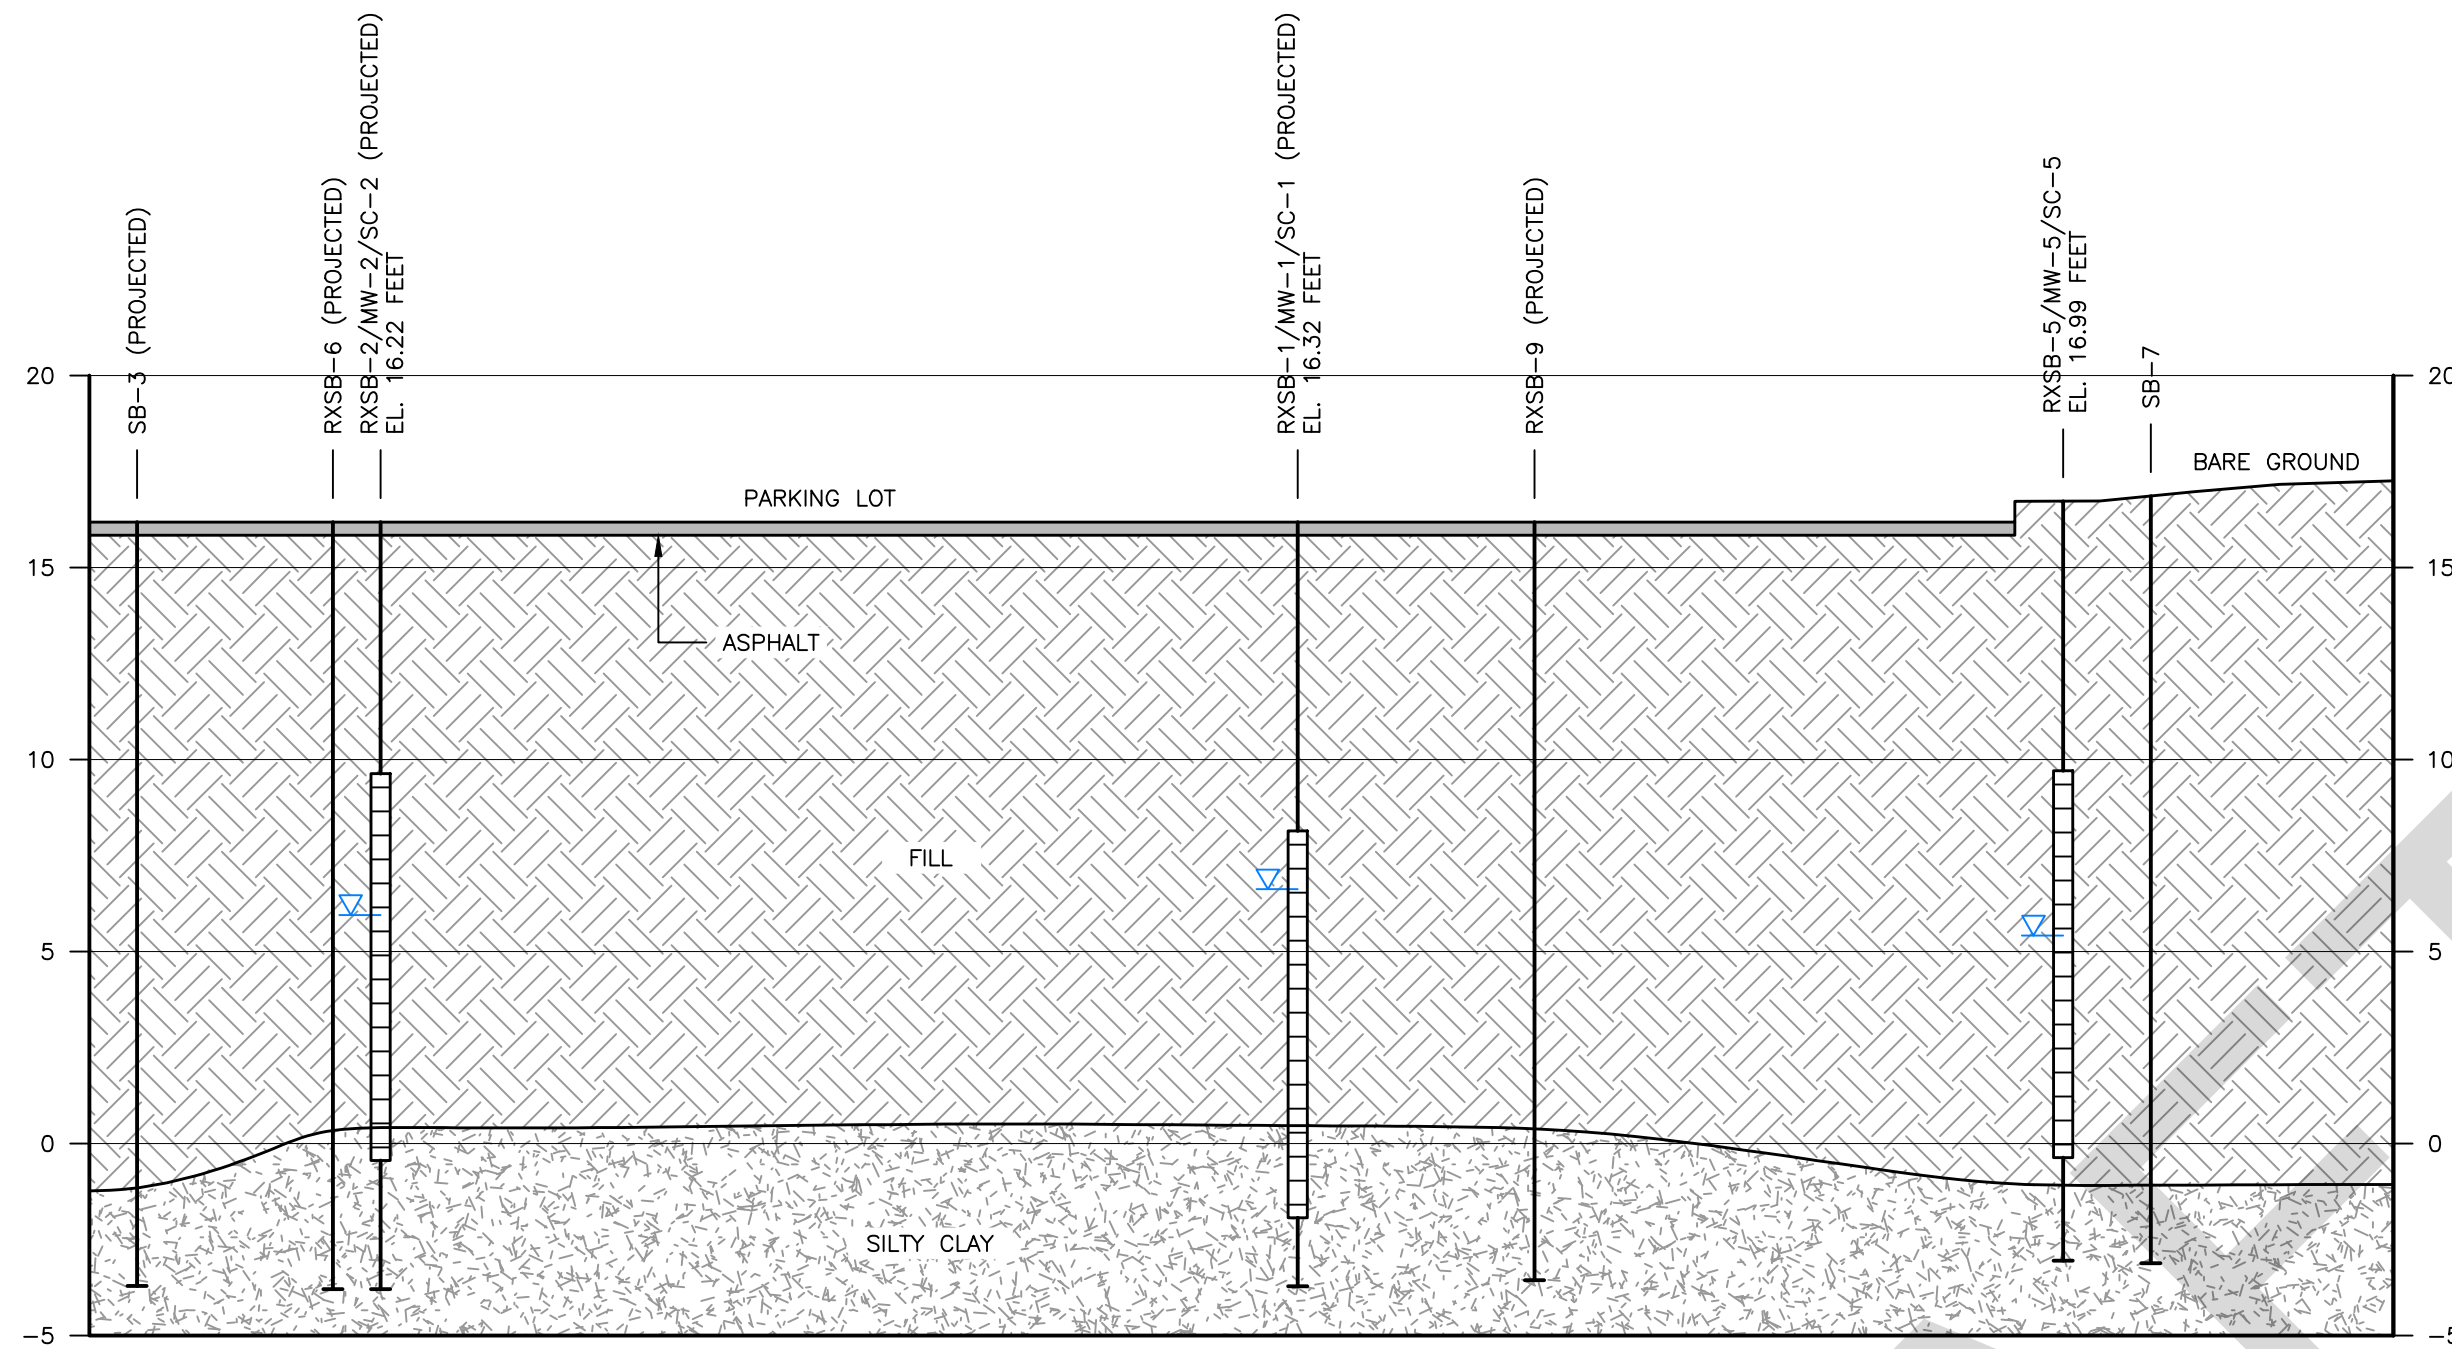 SB-3 (PROJECTED)
RXSB-6 (PROJECTED)
RXSB-2/MW-2/SC-2 (PROJECTED)
EL. 16.22 FEET
RXSB-1/MW-1/SC-1 (PROJECTED)
EL. 16.32 FEET
RXSB-9 (PROJECTED)
RXSB-5/MW-5/SC-5
EL. 16.99 FEET
SB-7
20
20
BARE GROUND
PARKING LOT
15
15
ASPHALT
10
10
FILL
5
5
0
0
SILTY CLAY
-5
-5